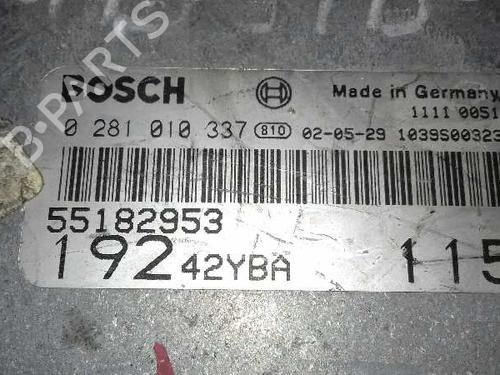 BOSCH
Made in Germany
1111 0051
0 281 010 337 810 02-05-29 1039S00323
55182953
192 42YBA 115
B-PARTS